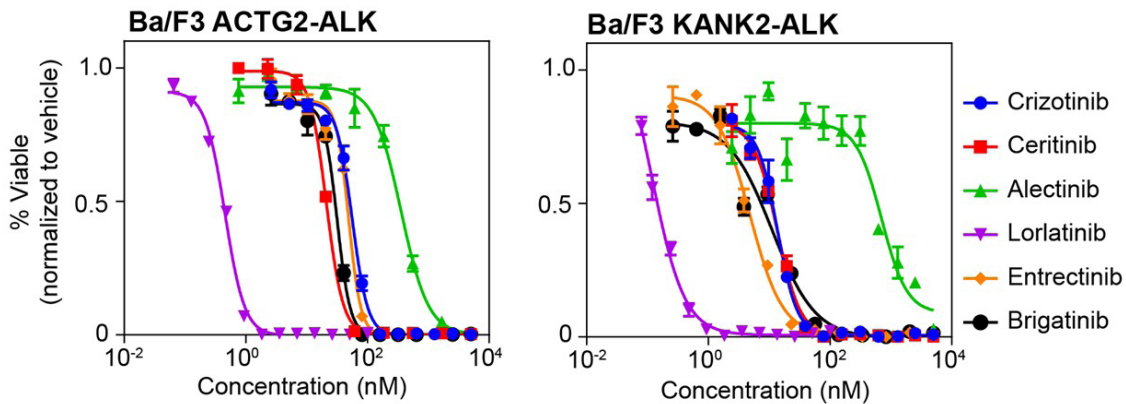 Ba/F3 ACTG2-ALK
% Viable
(normalized to vehicle)
1.0
0.5
0
10-2
100
102
104
Concentration (nM)
Ba/F3 KANK2-ALK
1.0
0.5
0
10-2
100
102
104
Concentration (nM)
Crizotinib
Ceritinib
Alectinib
Lorlatinib
Entrectinib
Brigatinib